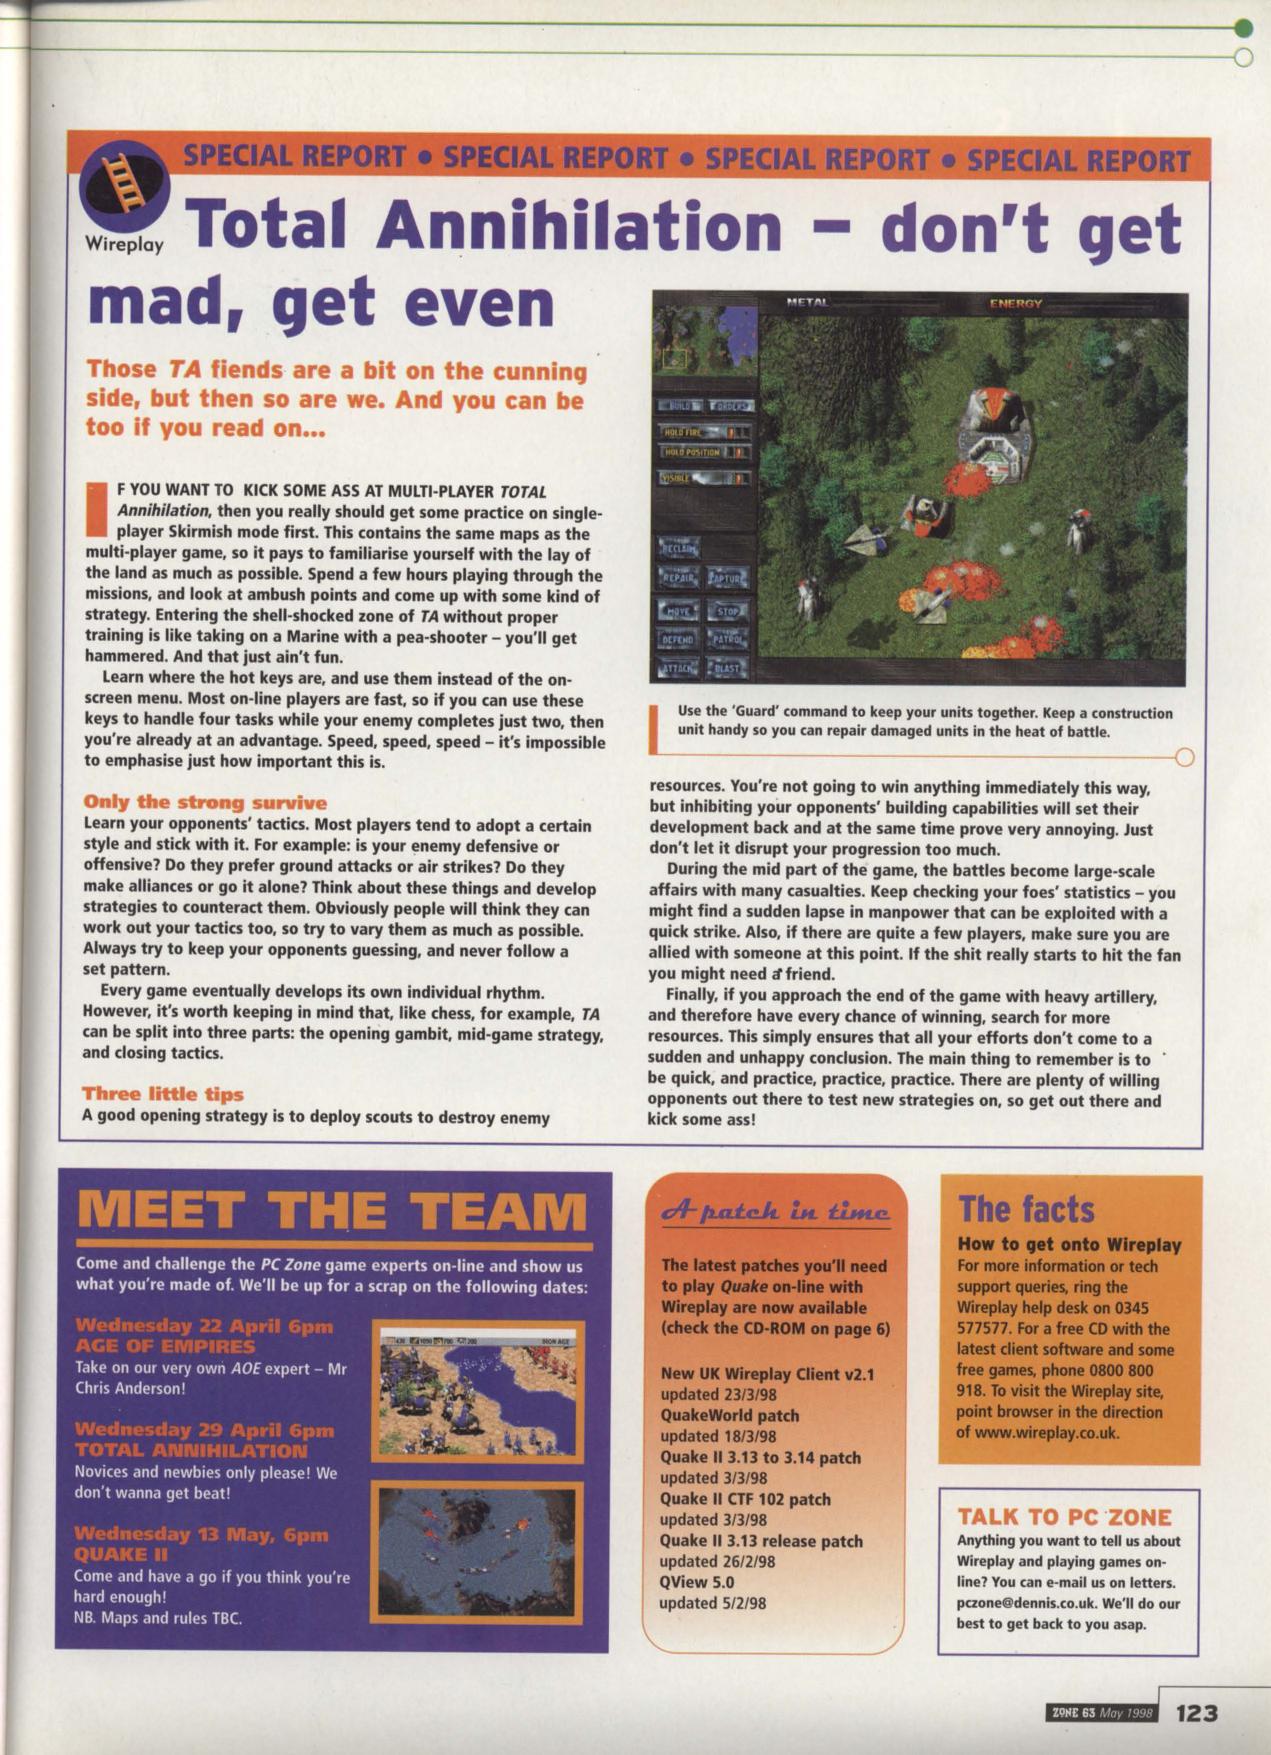 SPECIAL REPORT • SPECIAL REPORT • SPECIAL REPORT • SPECIAL REPORT
Wireplay
Total Annihilation – don't get
mad, get even
Those TA fiends are a bit on the cunning
side, but then so are we. And you can be
too if you read on...
IF YOU WANT TO KICK SOME ASS AT MULTI-PLAYER TOTAL
Annihilation, then you really should get some practice on single-
player Skirmish mode first. This contains the same maps as the
multi-player game, so it pays to familiarise yourself with the lay of
the land as much as possible. Spend a few hours playing through the
missions, and look at ambush points and come up with some kind of
strategy. Entering the shell-shocked zone of TA without proper
training is like taking on a Marine with a pea-shooter – you'll get
hammered. And that just ain't fun.
Learn where the hot keys are, and use them instead of the on-
screen menu. Most on-line players are fast, so if you can use these
keys to handle four tasks while your enemy completes just two, then
you're already at an advantage. Speed, speed, speed – it's impossible
to emphasise just how important this is.
Only the strong survive
Learn your opponents' tactics. Most players tend to adopt a certain
style and stick with it. For example: is your enemy defensive or
offensive? Do they prefer ground attacks or air strikes? Do they
make alliances or go it alone? Think about these things and develop
strategies to counteract them. Obviously people will think they can
work out your tactics too, so try to vary them as much as possible.
Always try to keep your opponents guessing, and never follow a
set pattern.
Every game eventually develops its own individual rhythm.
However, it's worth keeping in mind that, like chess, for example, TA
can be split into three parts: the opening gambit, mid-game strategy,
and closing tactics.
Three little tips
A good opening strategy is to deploy scouts to destroy enemy
METAL
ENERGY
BUILD
ORDERS
HOLD FIRE
HOLD POSITION
VISIBLE
RECLAIM
REPAIR
CAPTURE
MOVE
STOP
DEFEND
PATROL
ATTACK
BLAST
Use the 'Guard' command to keep your units together. Keep a construction
unit handy so you can repair damaged units in the heat of battle.
resources. You're not going to win anything immediately this way,
but inhibiting your opponents' building capabilities will set their
development back and at the same time prove very annoying. Just
don't let it disrupt your progression too much.
During the mid part of the game, the battles become large-scale
affairs with many casualties. Keep checking your foes' statistics – you
might find a sudden lapse in manpower that can be exploited with a
quick strike. Also, if there are quite a few players, make sure you are
allied with someone at this point. If the shit really starts to hit the fan
you might need a friend.
Finally, if you approach the end of the game with heavy artillery,
and therefore have every chance of winning, search for more
resources. This simply ensures that all your efforts don't come to a
sudden and unhappy conclusion. The main thing to remember is to
be quick, and practice, practice, practice. There are plenty of willing
opponents out there to test new strategies on, so get out there and
kick some ass!
MEET THE TEAM
Come and challenge the PC Zone game experts on-line and show us
what you're made of. We'll be up for a scrap on the following dates:
Wednesday 22 April 6pm
AGE OF EMPIRES
Take on our very own AOE expert – Mr
Chris Anderson!
Wednesday 29 April 6pm
TOTAL ANNIHILATION
Novices and newbies only please! We
don't wanna get beat!
Wednesday 13 May, 6pm
QUAKE II
Come and have a go if you think you're
hard enough!
NB. Maps and rules TBC.
IRON AGE
A patch in time
The latest patches you'll need
to play Quake on-line with
Wireplay are now available
(check the CD-ROM on page 6)
New UK Wireplay Client v2.1
updated 23/3/98
QuakeWorld patch
updated 18/3/98
Quake II 3.13 to 3.14 patch
updated 3/3/98
Quake II CTF 102 patch
updated 3/3/98
Quake II 3.13 release patch
updated 26/2/98
QView 5.0
updated 5/2/98
The facts
How to get onto Wireplay
For more information or tech
support queries, ring the
Wireplay help desk on 0345
577577. For a free CD with the
latest client software and some
free games, phone 0800 800
918. To visit the Wireplay site,
point browser in the direction
of www.wireplay.co.uk.
TALK TO PC ZONE
Anything you want to tell us about
Wireplay and playing games on-
line? You can e-mail us on letters.
pczone@dennis.co.uk. We'll do our
best to get back to you asap.
ZONE 63 May 1998 123